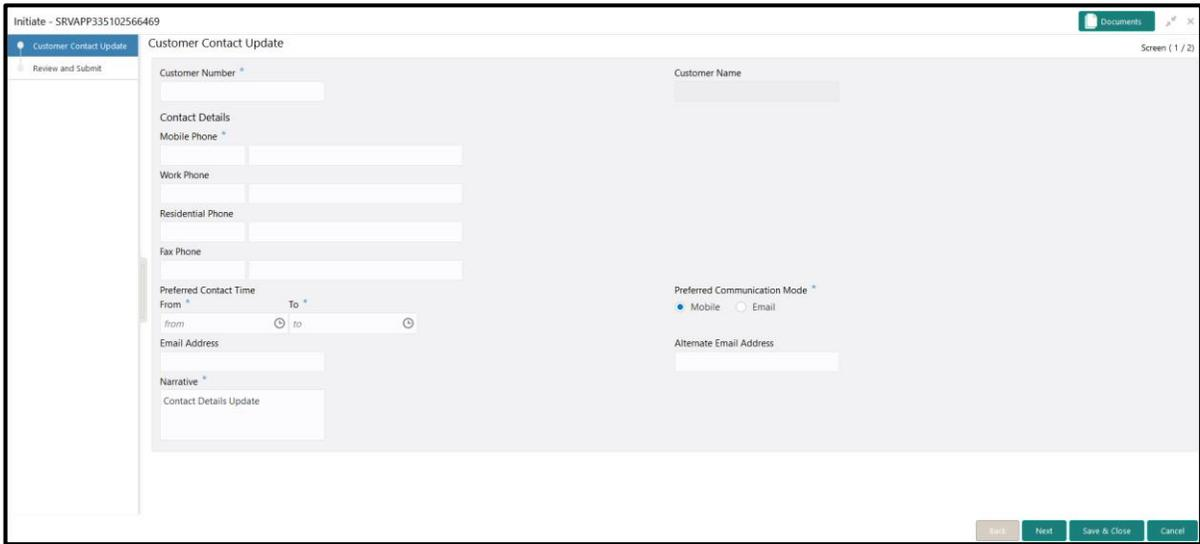 Initiate - SRVAPP335102566469
Documents
Customer Contact Update
Review and Submit
Customer Contact Update
Screen ( 1 / 2)
Customer Number *
Customer Name
Contact Details
Mobile Phone *
Work Phone
Residential Phone
Fax Phone
Preferred Contact Time
Preferred Communication Mode *
From * To *
Mobile Email
from to
Email Address
Alternate Email Address
Narrative *
Contact Details Update
Back Next Save & Close Cancel